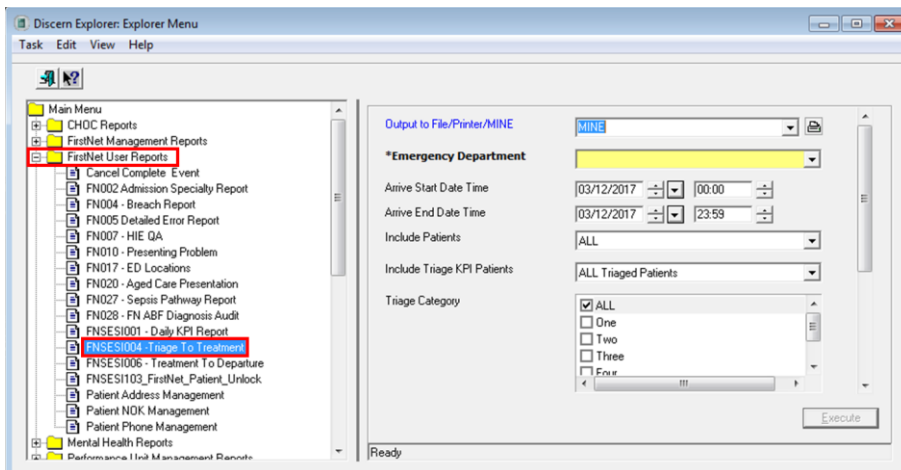 Discern Explorer: Explorer Menu
Task Edit View Help
Main Menu
CHOC Reports
FirstNet Management Reports
FirstNet User Reports
Cancel Complete Event
FN002 Admission Specialty Report
FN004 - Breach Report
FN005 Detailed Error Report
FN007 - HIE QA
FN010 - Presenting Problem
FN017 - ED Locations
FN020 - Aged Care Presentation
FN027 - Sepsis Pathway Report
FN028 - FN ABF Diagnosis Audit
FNSESI001 - Daily KPI Report
FNSESI004 -Triage To Treatment
FNSESI006 - Treatment To Departure
FNSESI103_FirstNet_Patient_Unlock
Patient Address Management
Patient NOK Management
Patient Phone Management
Mental Health Reports
Performance Unit Management Reports
Output to File/Printer/MINE MINE
*Emergency Department
Arrive Start Date Time 03/12/2017 00:00
Arrive End Date Time 03/12/2017 23:59
Include Patients ALL
Include Triage KPI Patients ALL Triaged Patients
Triage Category ALL
One
Two
Three
Four
Execute
Ready